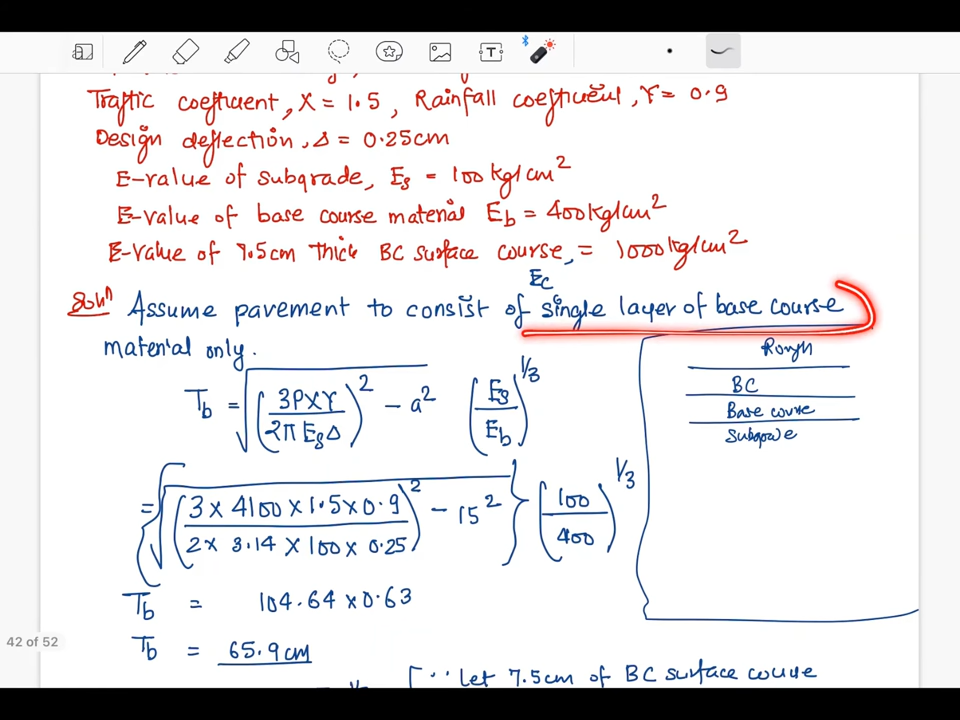 Traffic coefficient, X = 1.5 , Rainfall coefficient, Y = 0.9
Design deflection, Δ = 0.25cm
E-value of subgrade, Es = 100kg/cm²
E-value of base course material Eb = 400kg/cm²
E-value of 7.5cm thick BC surface course, = 1000kg/cm²
Ec
Solⁿ Assume pavement to consist of single layer of base course
material only.
Rough
BC
Base course
Subgrade
Tb = √((3PXY / 2π EsΔ)² - a²) (Es / Eb)^1/3
= {√((3 x 4100 x 1.5 x 0.9 / 2 x 3.14 x 100 x 0.25)² - 15²)} (100 / 400)^1/3
Tb = 104.64 x 0.63
42 of 52
Tb = 65.9cm
[∵ Let 7.5cm of BC surface course